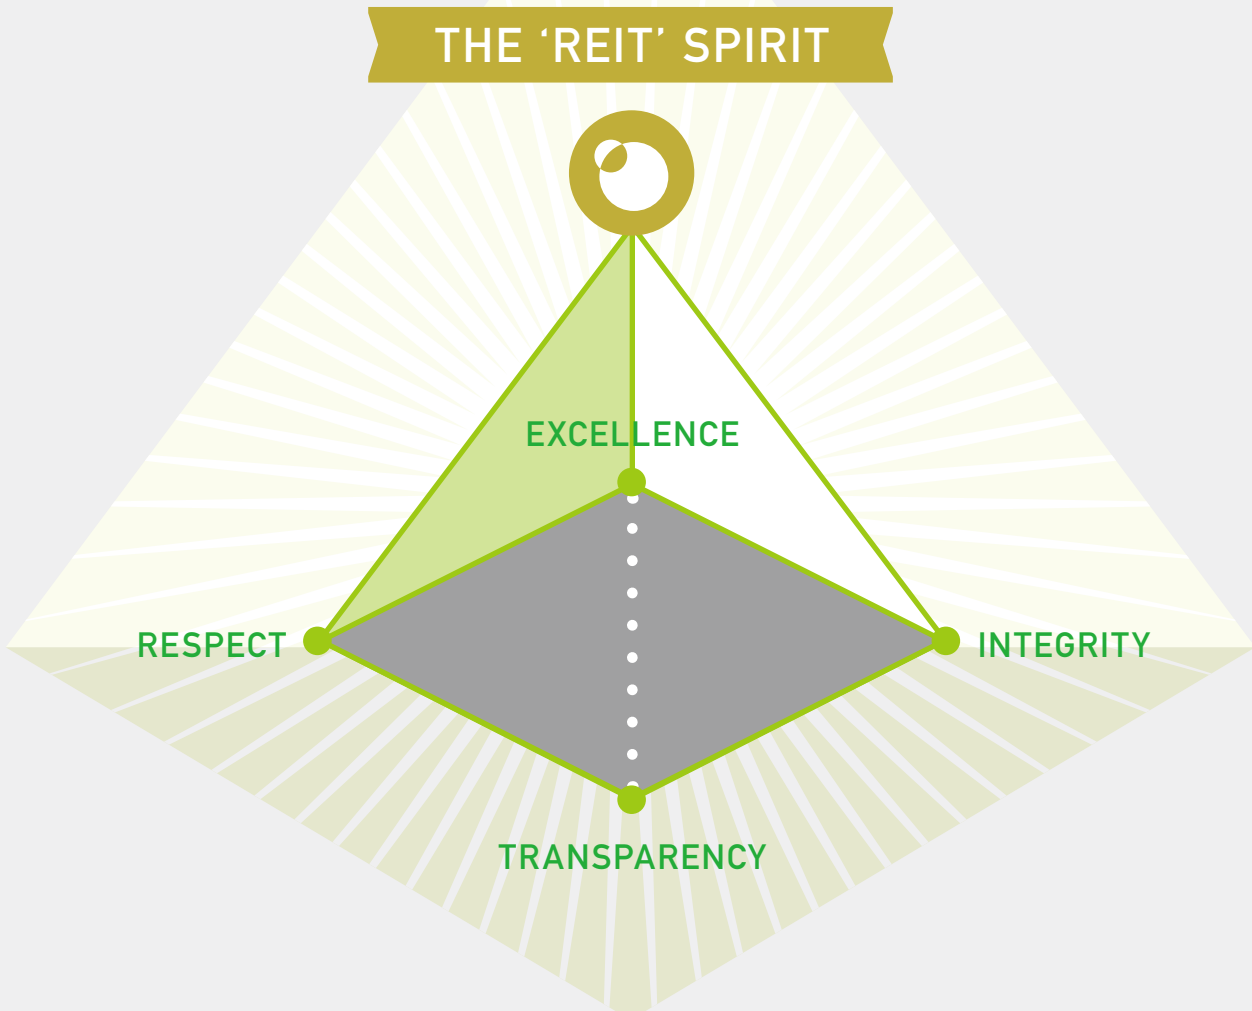 THE ‘REIT’ SPIRIT
EXCELLENCE
RESPECT
INTEGRITY
TRANSPARENCY